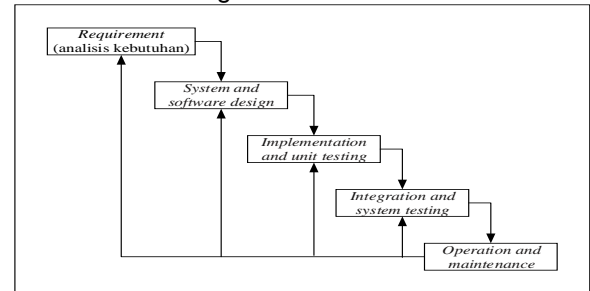 Requirement
(analisis kebutuhan)
System and
software design
Implementation
and unit testing
Integration and
system testing
Operation and
maintenance